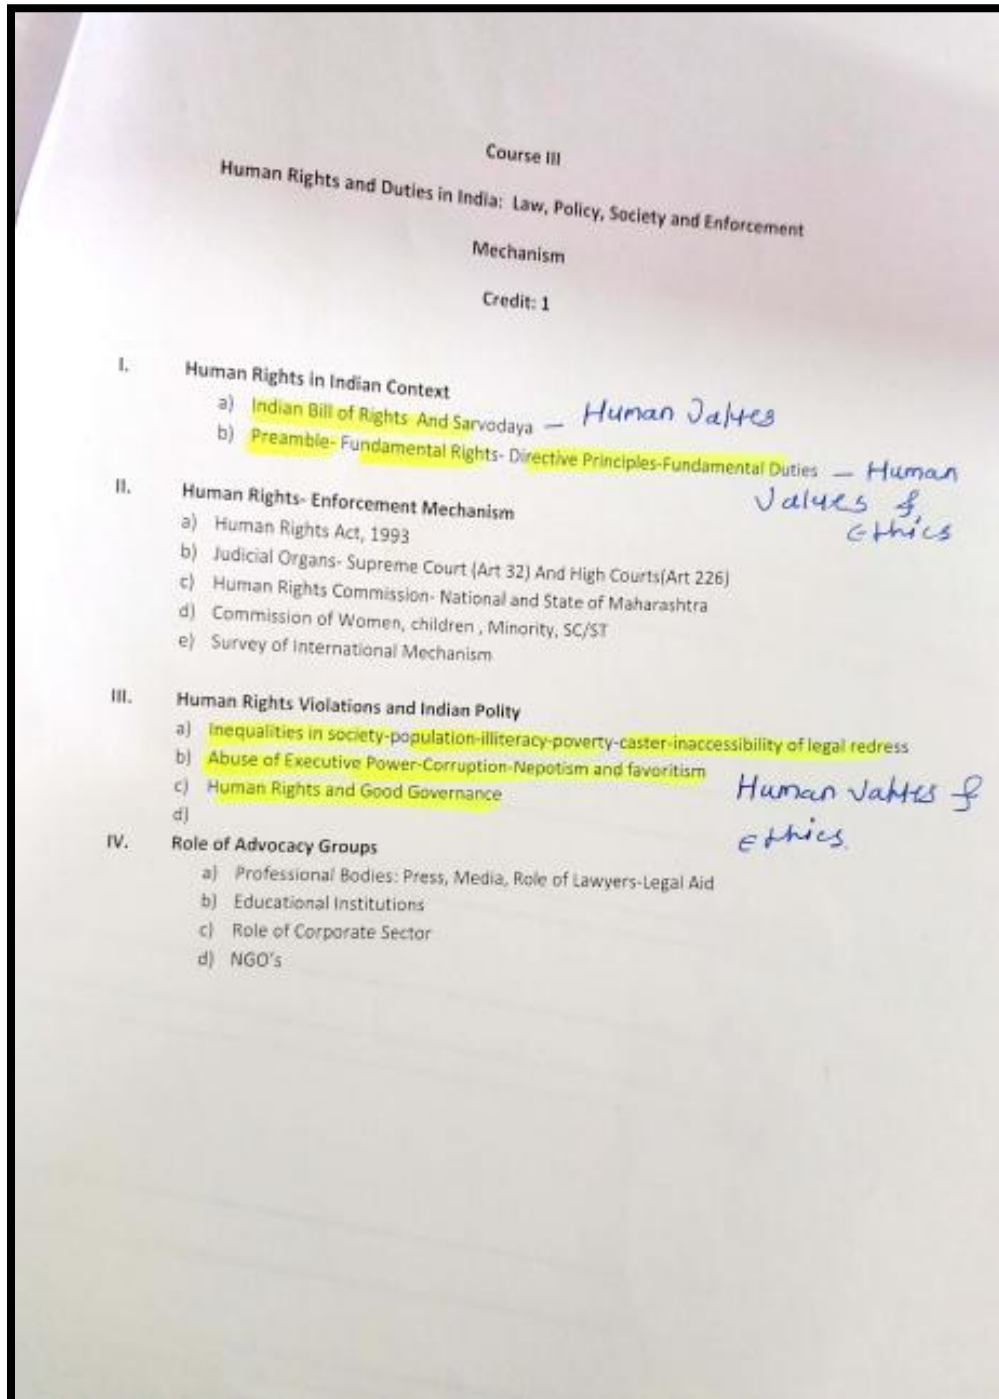 Course III
Human Rights and Duties in India: Law, Policy, Society and Enforcement
Mechanism
Credit: 1
I. Human Rights in Indian Context
a) Indian Bill of Rights And Sarvodaya — Human Values
b) Preamble- Fundamental Rights- Directive Principles-Fundamental Duties — Human
Values &
Ethics
II. Human Rights- Enforcement Mechanism
a) Human Rights Act, 1993
b) Judicial Organs- Supreme Court (Art 32) And High Courts(Art 226)
c) Human Rights Commission- National and State of Maharashtra
d) Commission of Women, children , Minority, SC/ST
e) Survey of International Mechanism
III. Human Rights Violations and Indian Polity
a) Inequalities in society-population-illiteracy-poverty-caster-inaccessibility of legal redress
b) Abuse of Executive Power-Corruption-Nepotism and favoritism
c) Human Rights and Good Governance Human Values &
d) Ethics.
IV. Role of Advocacy Groups
a) Professional Bodies: Press, Media, Role of Lawyers-Legal Aid
b) Educational Institutions
c) Role of Corporate Sector
d) NGO's